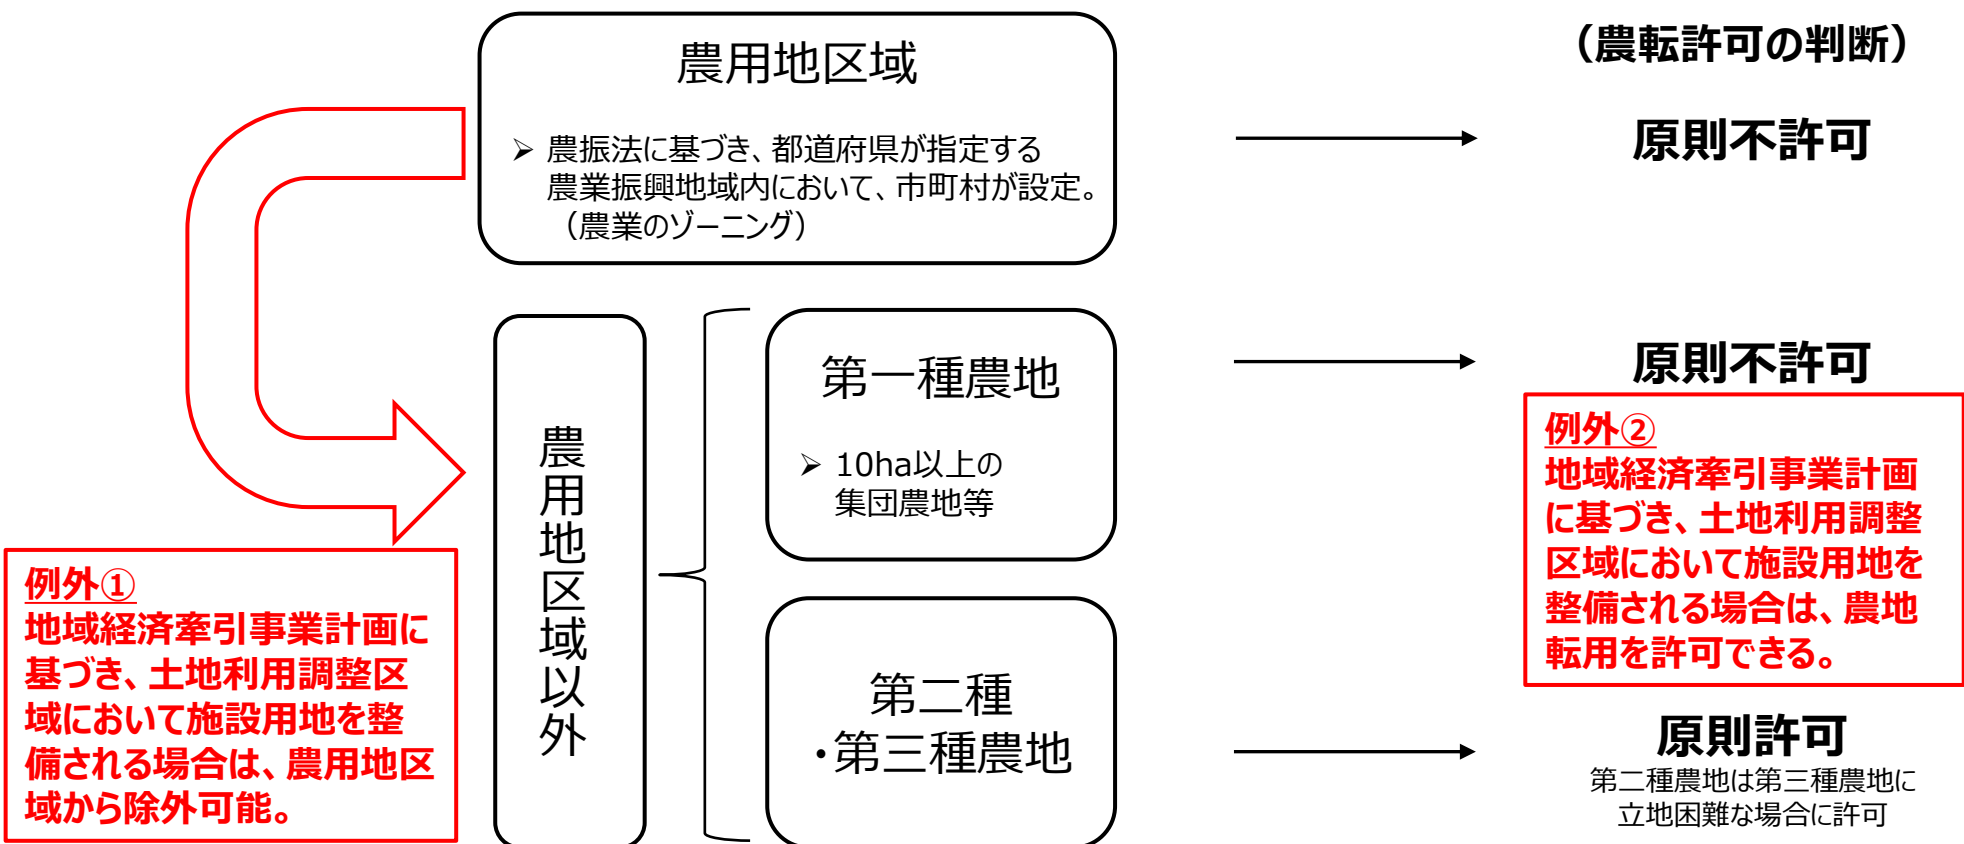 農用地区域
➢ 農振法に基づき、都道府県が指定する
農業振興地域内において、市町村が設定。
（農業のゾーニング）
（農転許可の判断）
原則不許可
農用地区域以外
第一種農地
➢ 10ha以上の
集団農地等
原則不許可
例外②
地域経済牽引事業計画
に基づき、土地利用調整
区域において施設用地を
整備される場合は、農地
転用を許可できる。
例外①
地域経済牽引事業計画に
基づき、土地利用調整区
域において施設用地を整
備される場合は、農用地区
域から除外可能。
第二種
・第三種農地
原則許可
第二種農地は第三種農地に
立地困難な場合に許可